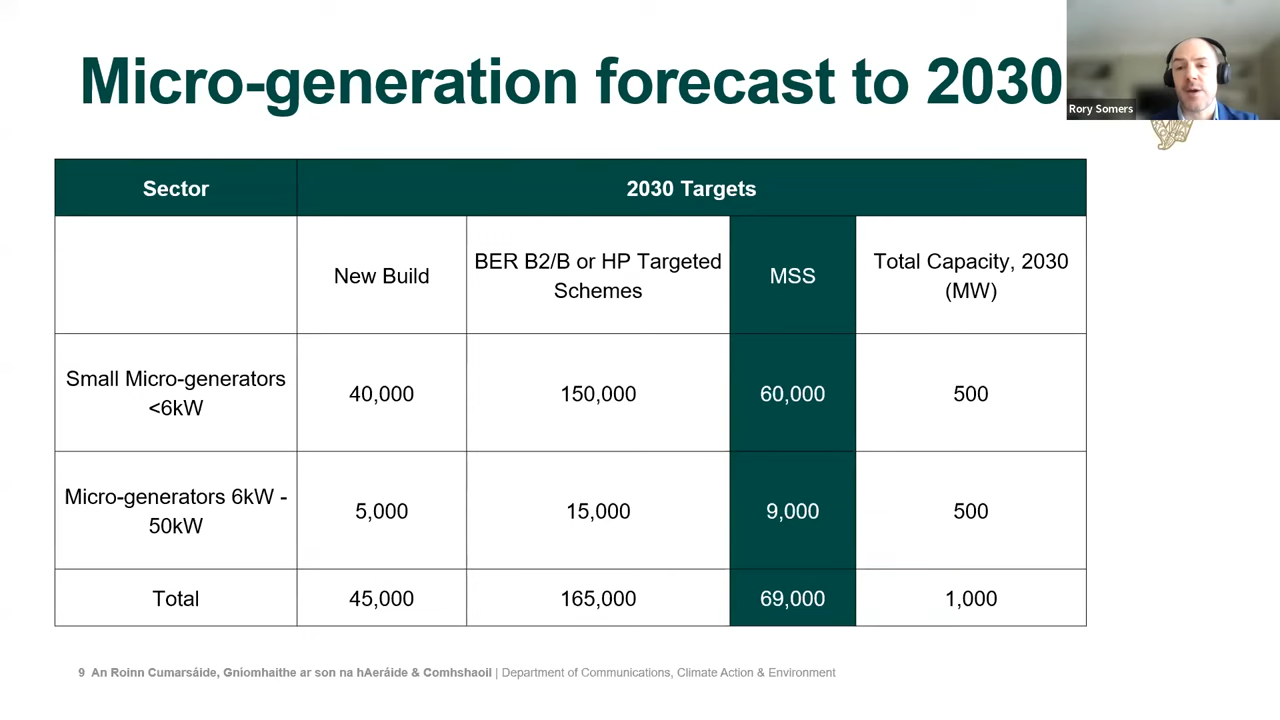 Micro-generation forecast to 2030
Rory Somers
Sector
2030 Targets
New Build
BER B2/B or HP Targeted
Schemes
MSS
Total Capacity, 2030
(MW)
Small Micro-generators
<6kW
40,000
150,000
60,000
500
Micro-generators 6kW -
50kW
5,000
15,000
9,000
500
Total
45,000
165,000
69,000
1,000
9 An Roinn Cumarsáide, Gníomhaithe ar son na hAeráide & Comhshaoil | Department of Communications, Climate Action & Environment